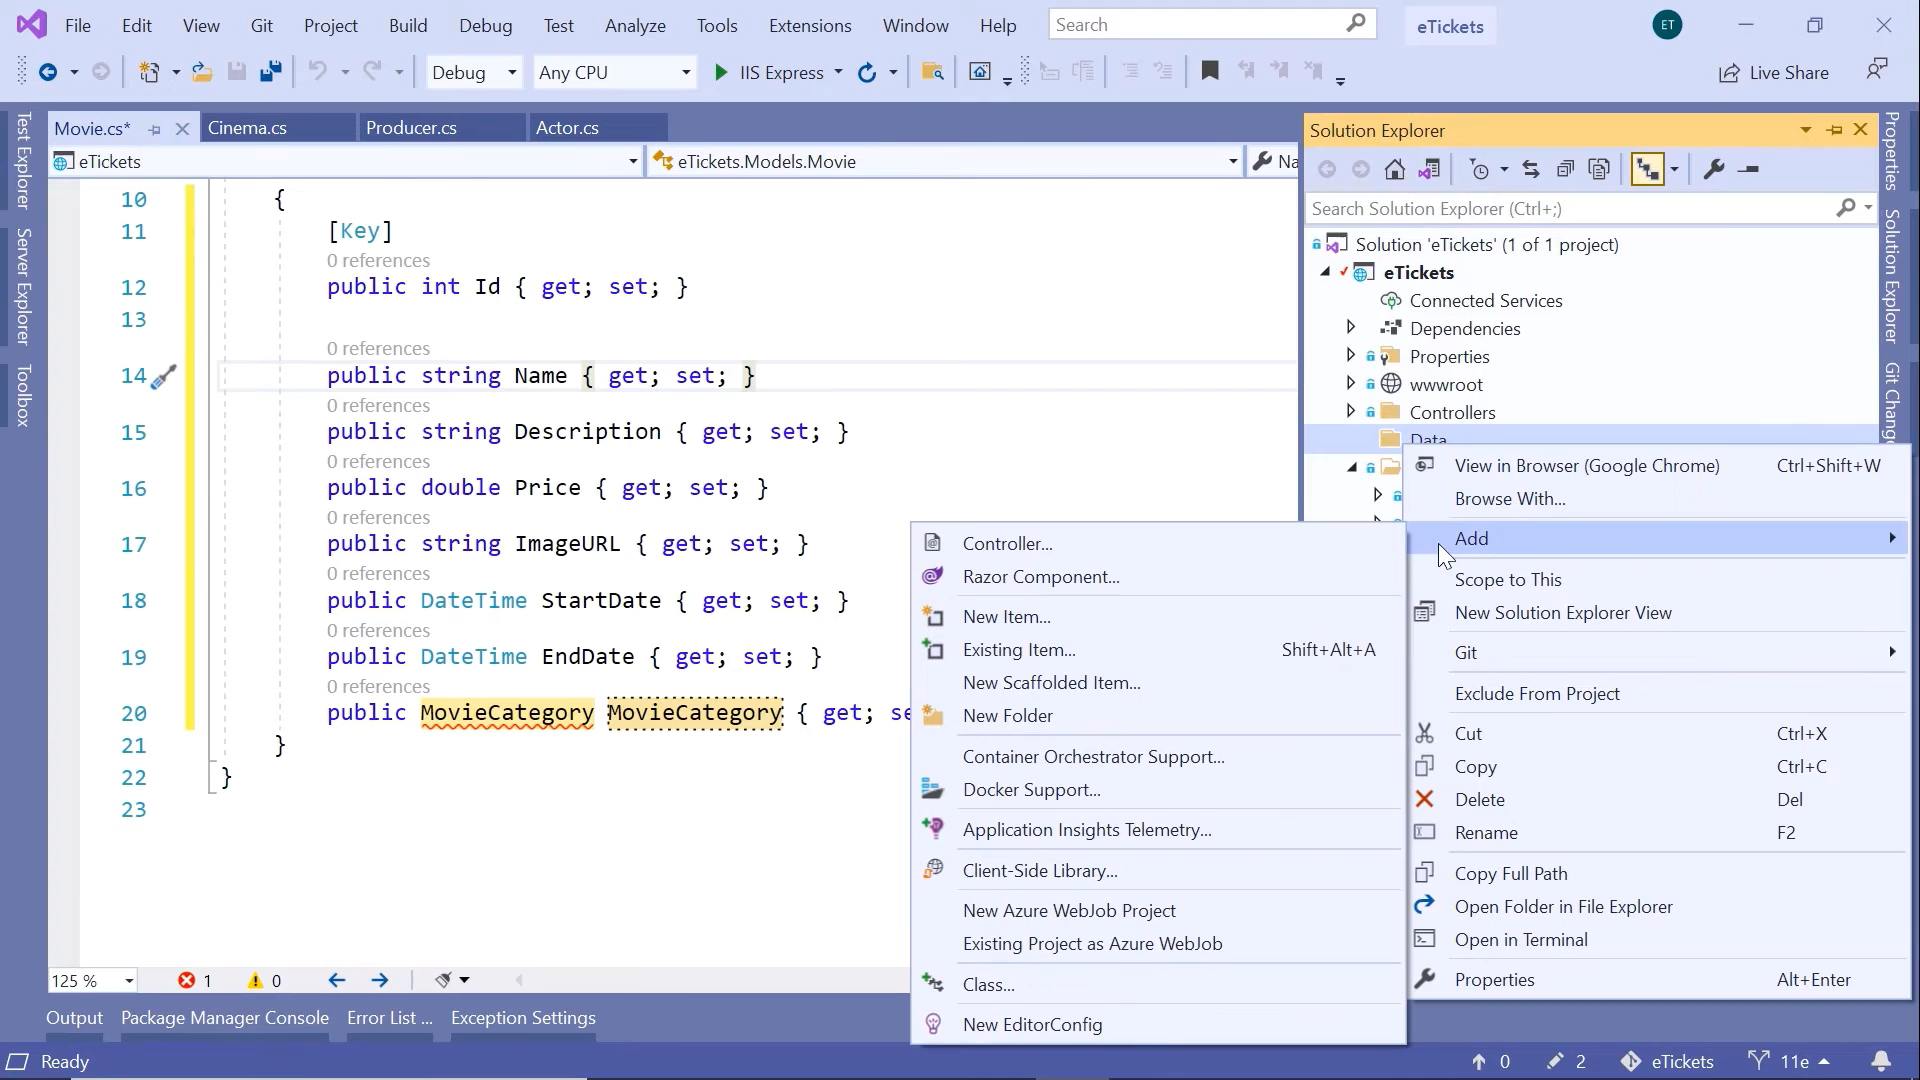 File Edit View Git Project Build Debug Test Analyze Tools Extensions Window Help Search eTickets ET
Debug Any CPU IIS Express Live Share
Test Explorer
Server Explorer
Toolbox
Movie.cs* Cinema.cs Producer.cs Actor.cs
eTickets eTickets.Models.Movie Na
10 {
11 [Key]
0 references
12 public int Id { get; set; }
13
0 references
14 public string Name { get; set; }
0 references
15 public string Description { get; set; }
0 references
16 public double Price { get; set; }
0 references
17 public string ImageURL { get; set; }
0 references
18 public DateTime StartDate { get; set; }
0 references
19 public DateTime EndDate { get; set; }
0 references
20 public MovieCategory MovieCategory { get; se
21 }
22 }
23
125 % 1 0
Solution Explorer
Search Solution Explorer (Ctrl+;)
Solution 'eTickets' (1 of 1 project)
eTickets
Connected Services
Dependencies
Properties
wwwroot
Controllers
Data
Properties
Solution Explorer
Git Chang
View in Browser (Google Chrome) Ctrl+Shift+W
Browse With...
Add
Scope to This
New Solution Explorer View
Git
Exclude From Project
Cut Ctrl+X
Copy Ctrl+C
Delete Del
Rename F2
Copy Full Path
Open Folder in File Explorer
Open in Terminal
Properties Alt+Enter
Controller...
Razor Component...
New Item...
Existing Item... Shift+Alt+A
New Scaffolded Item...
New Folder
Container Orchestrator Support...
Docker Support...
Application Insights Telemetry...
Client-Side Library...
New Azure WebJob Project
Existing Project as Azure WebJob
Class...
New EditorConfig
Output Package Manager Console Error List ... Exception Settings
Ready 0 2 eTickets 11e